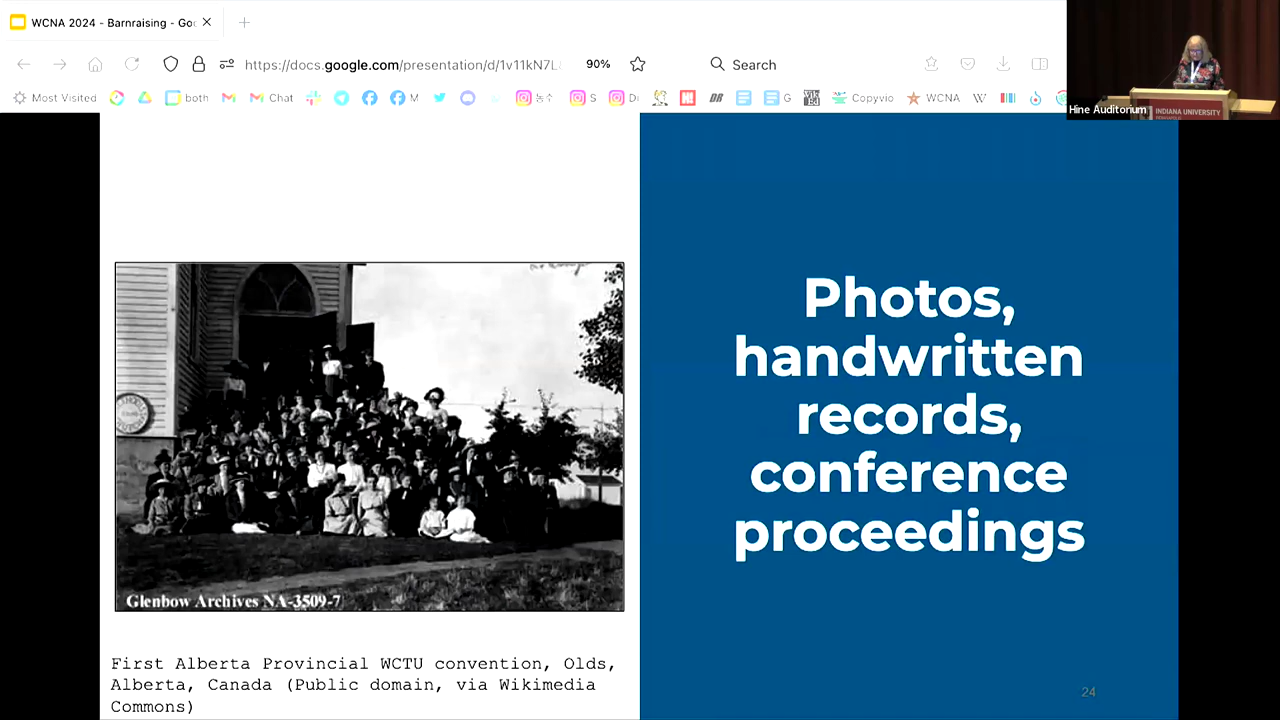 WCNA 2024 - Barnraising - Go
https://docs.google.com/presentation/d/1v11kN7L
90%
Search
Most Visited
both
Chat
M
S
G
Copyvio
WCNA
Hine Auditorium
INDIANA UNIVERSITY
Photos,
handwritten
records,
conference
proceedings
Glenbow Archives NA-3509-7
First Alberta Provincial WCTU convention, Olds,
Alberta, Canada (Public domain, via Wikimedia
Commons)
24